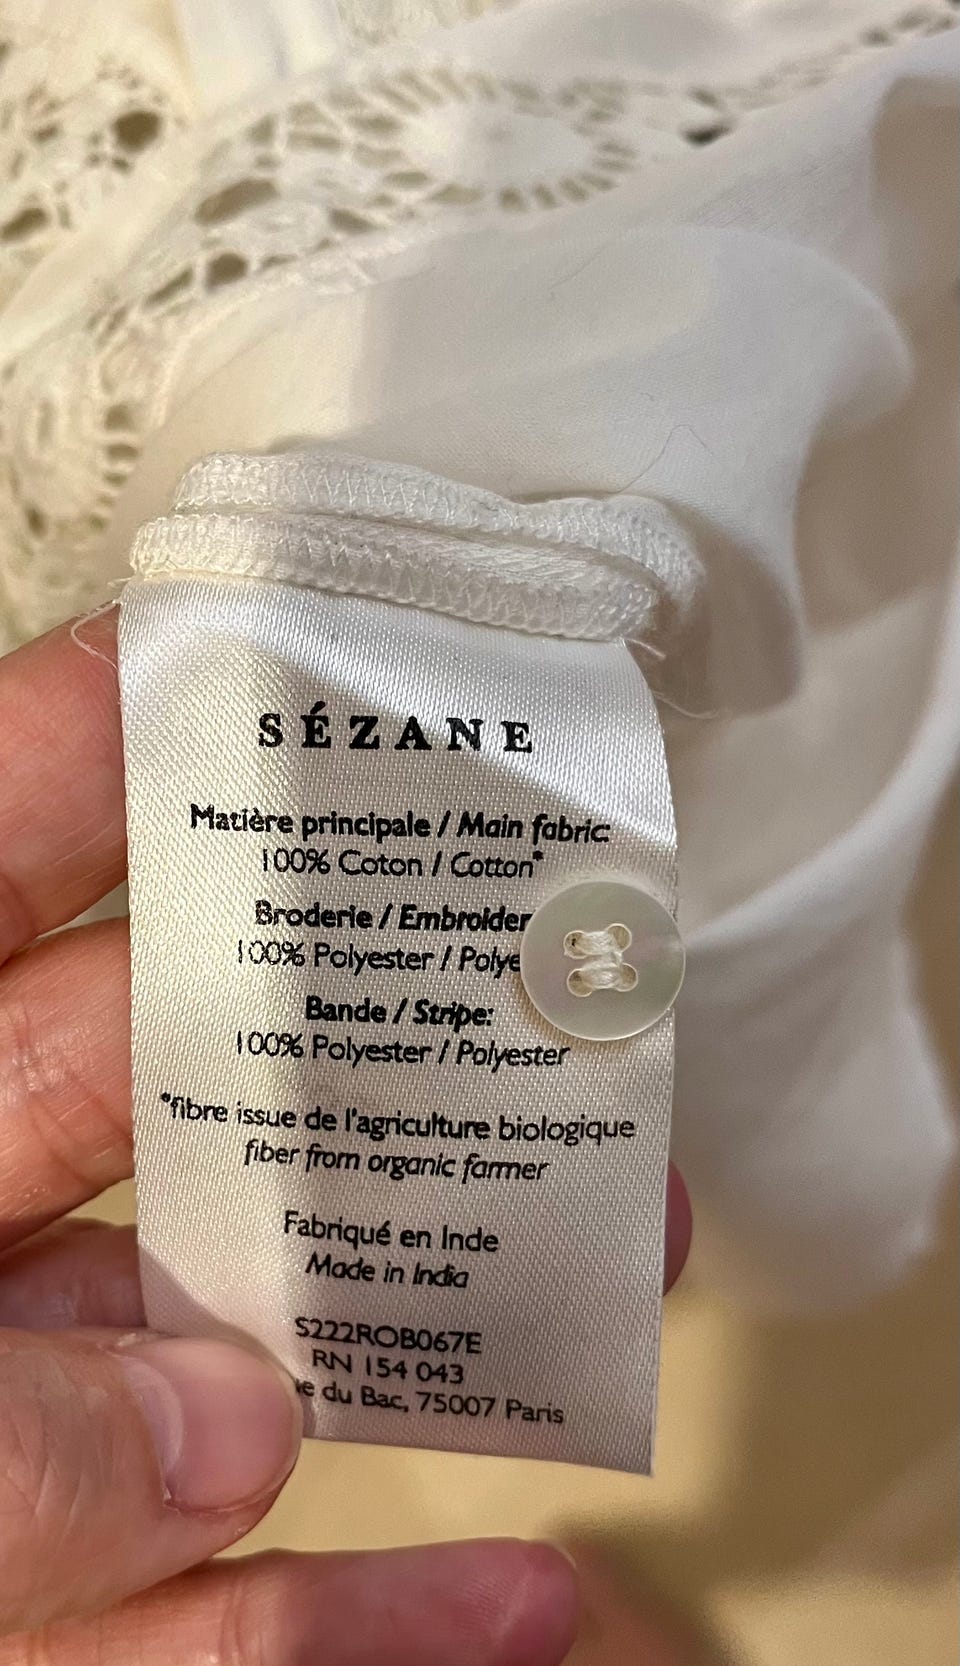 SÉZANE
Matière principale / Main fabric
100% Coton / Cotton*
Broderie / Embroider
100% Polyester / Polye
Bande / Stripe:
100% Polyester / Polyester
*fibre issue de l'agriculture biologique
fiber from organic farmer
Fabriqué en Inde
Made in India
S222ROB067E
RN 154 043
du Bac, 75007 Paris